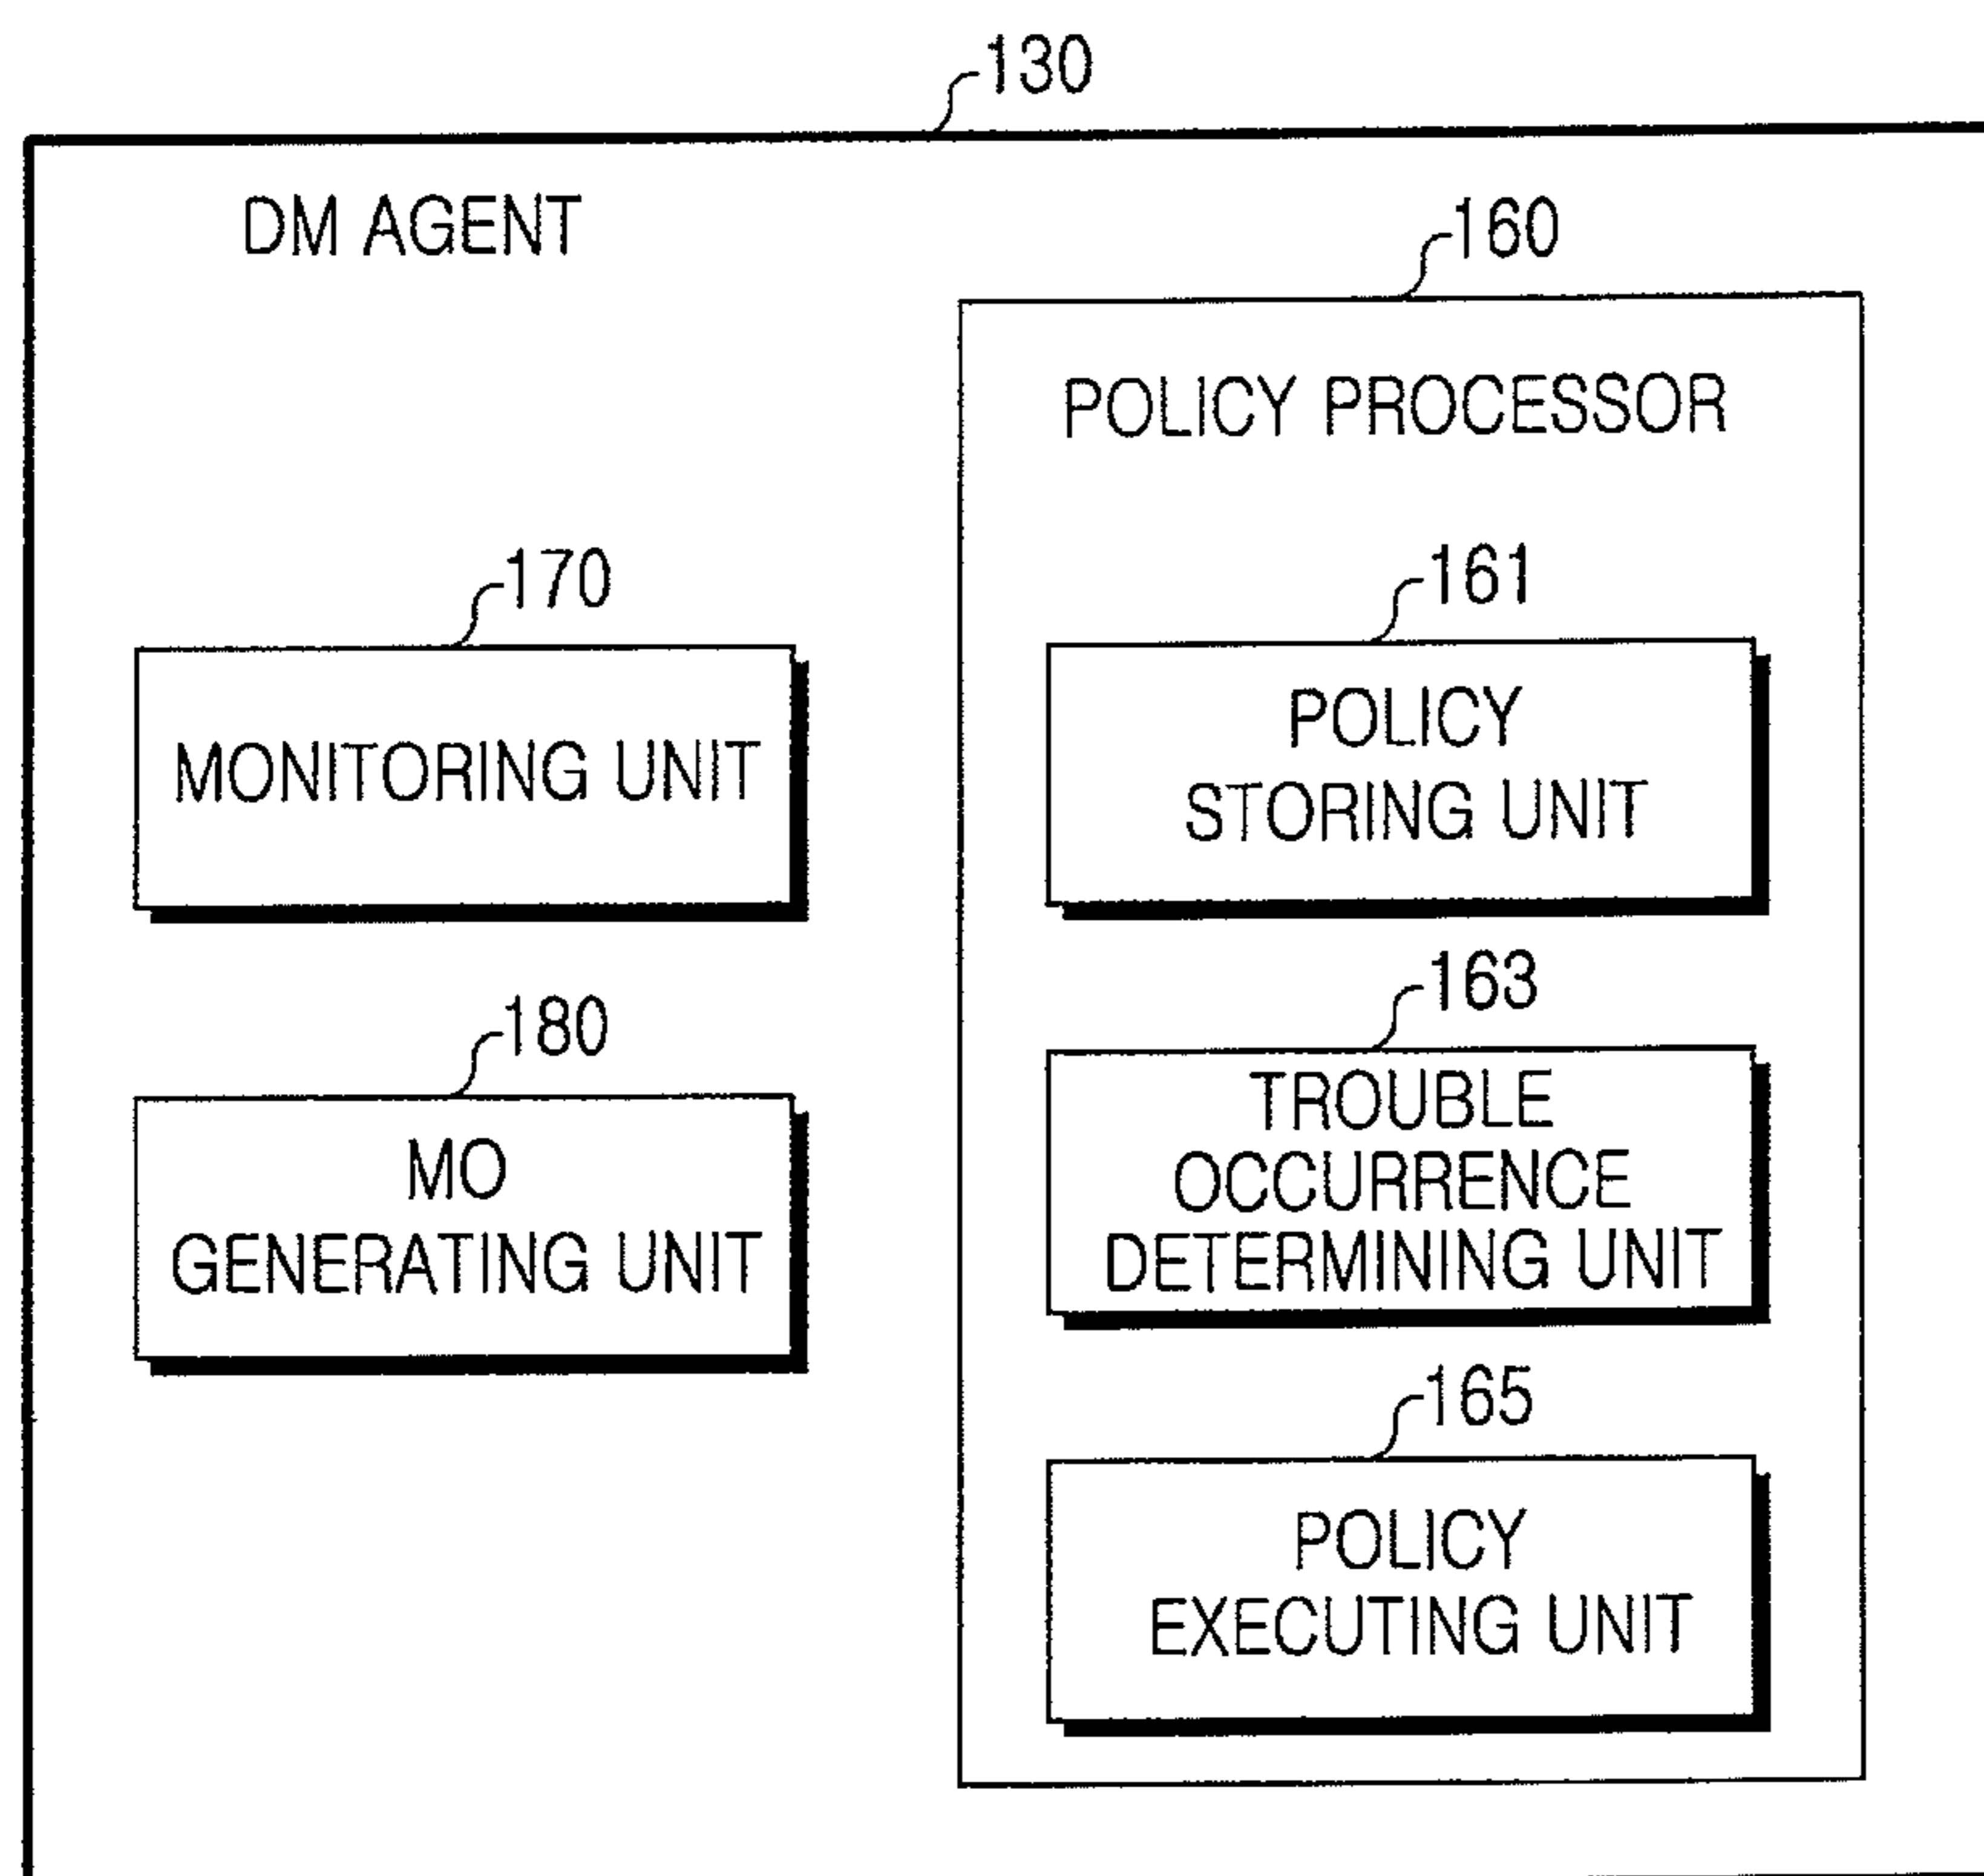 130
DM AGENT
160
POLICY PROCESSOR
170
MONITORING UNIT
180
MO
GENERATING UNIT
161
POLICY
STORING UNIT
163
TROUBLE
OCCURRENCE
DETERMINING UNIT
165
POLICY
EXECUTING UNIT